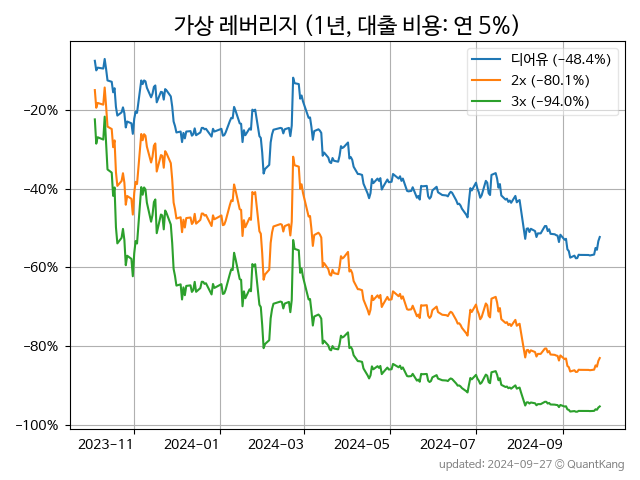 가상 레버리지 (1년, 대출 비용: 연 5%)
디어유 (−48.4%)
2x (−80.1%)
3x (−94.0%)
−20%
−40%
−60%
−80%
−100%
2023-11
2024-01
2024-03
2024-05
2024-07
2024-09
updated: 2024-09-27 © QuantKang